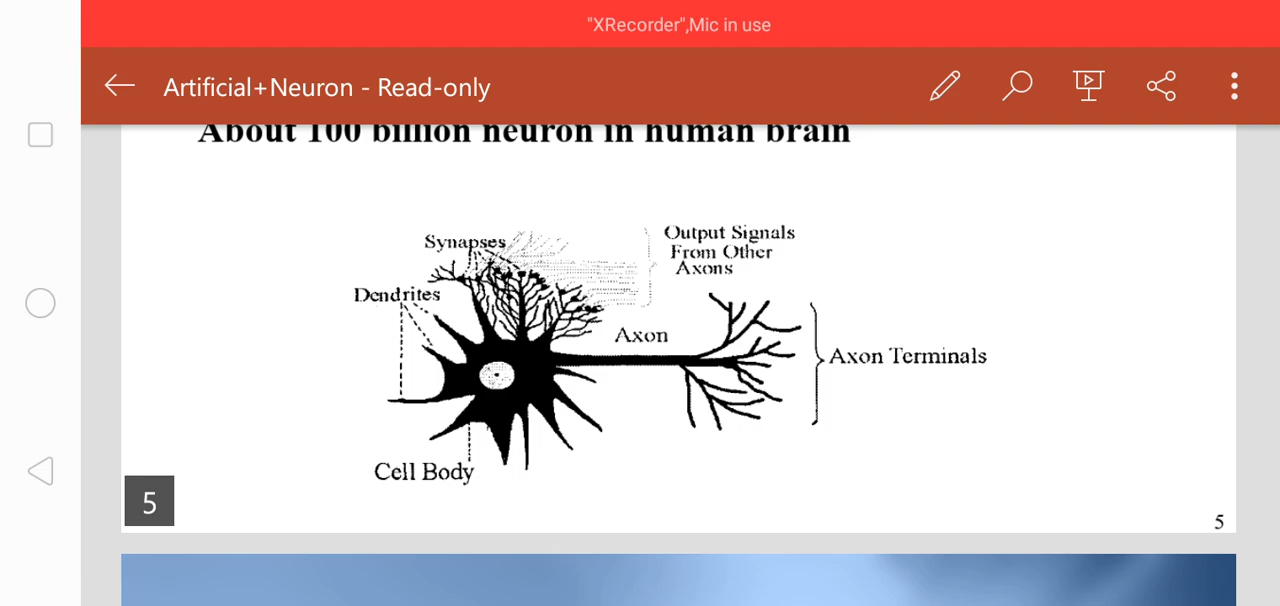 "XRecorder",Mic in use
Artificial+Neuron - Read-only
About 100 billion neuron in human brain
Synapses
Output Signals
From Other
Axons
Dendrites
Axon
Axon Terminals
Cell Body
5
5